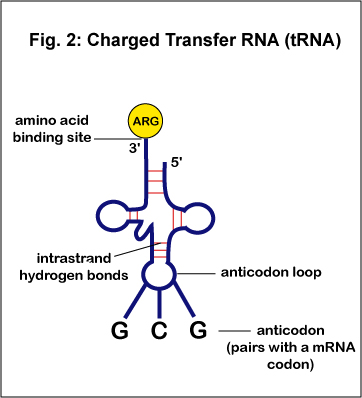 Fig. 2: Charged Transfer RNA (tRNA)
ARG
amino acid
binding site
3'
5'
intrastrand
hydrogen bonds
anticodon loop
G C G
anticodon
(pairs with a mRNA
codon)